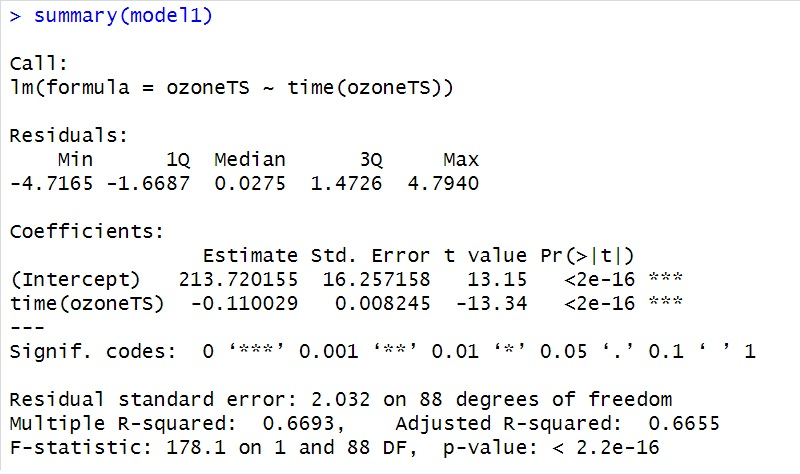 > summary(model1)
Call:
lm(formula = ozoneTS ~ time(ozoneTS))
Residuals:
    Min      1Q  Median      3Q     Max
-4.7165 -1.6687  0.0275  1.4726  4.7940
Coefficients:
                Estimate Std. Error t value Pr(>|t|)
(Intercept)   213.720155  16.257158   13.15   <2e-16 ***
time(ozoneTS)  -0.110029   0.008245  -13.34   <2e-16 ***
---
Signif. codes:  0 ‘***’ 0.001 ‘**’ 0.01 ‘*’ 0.05 ‘.’ 0.1 ‘ ’ 1
Residual standard error: 2.032 on 88 degrees of freedom
Multiple R-squared:  0.6693,    Adjusted R-squared:  0.6655
F-statistic: 178.1 on 1 and 88 DF,  p-value: < 2.2e-16